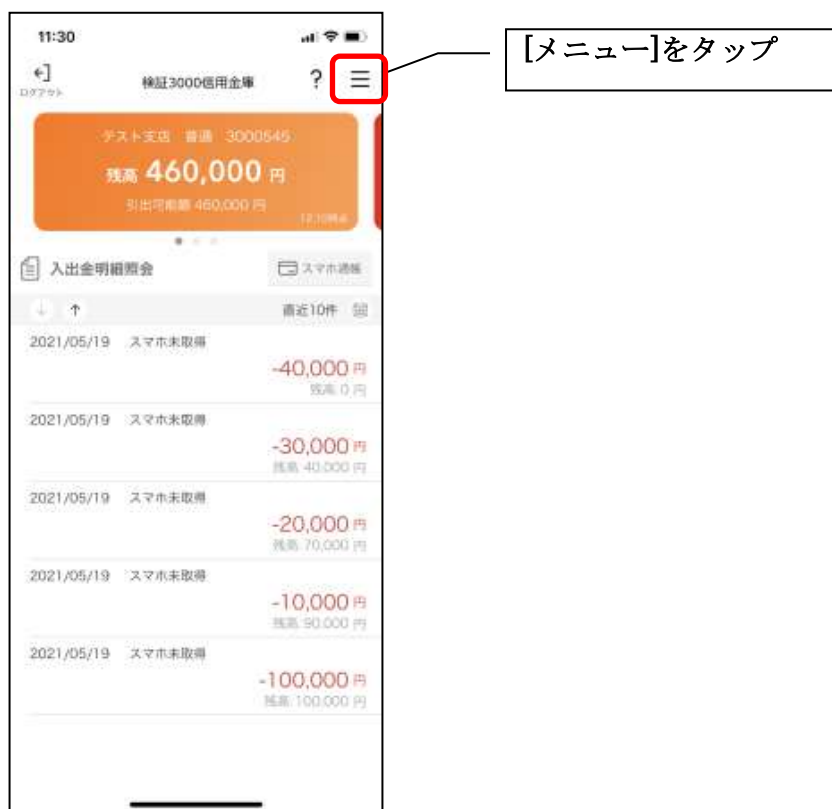 11:30
ログアウト
検証3000信用金庫 ? ☰
[メニュー]をタップ
テスト支店 普通 3000545
残高 460,000 円
引出可能額 460,000 円
入出金明細照会
スマホ通帳
↓ ↑ 直近10件
2021/05/19 スマホ未取得
-40,000 円
残高 0 円
2021/05/19 スマホ未取得
-30,000 円
残高 40,000 円
2021/05/19 スマホ未取得
-20,000 円
残高 70,000 円
2021/05/19 スマホ未取得
-10,000 円
残高 90,000 円
2021/05/19 スマホ未取得
-100,000 円
残高 100,000 円